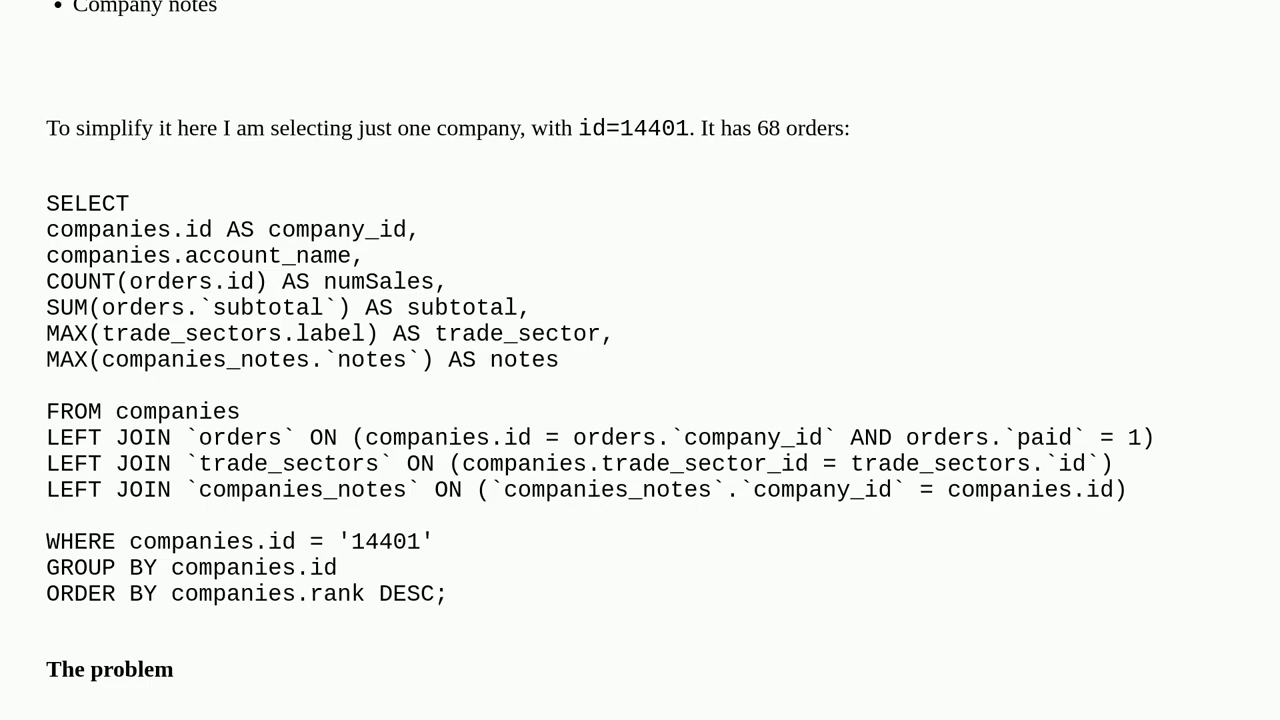 Company notes
To simplify it here I am selecting just one company, with id=14401. It has 68 orders:
SELECT
companies.id AS company_id,
companies.account_name,
COUNT(orders.id) AS numSales,
SUM(orders.`subtotal`) AS subtotal,
MAX(trade_sectors.label) AS trade_sector,
MAX(companies_notes.`notes`) AS notes
FROM companies
LEFT JOIN `orders` ON (companies.id = orders.`company_id` AND orders.`paid` = 1)
LEFT JOIN `trade_sectors` ON (companies.trade_sector_id = trade_sectors.`id`)
LEFT JOIN `companies_notes` ON (`companies_notes`.`company_id` = companies.id)
WHERE companies.id = '14401'
GROUP BY companies.id
ORDER BY companies.rank DESC;
The problem